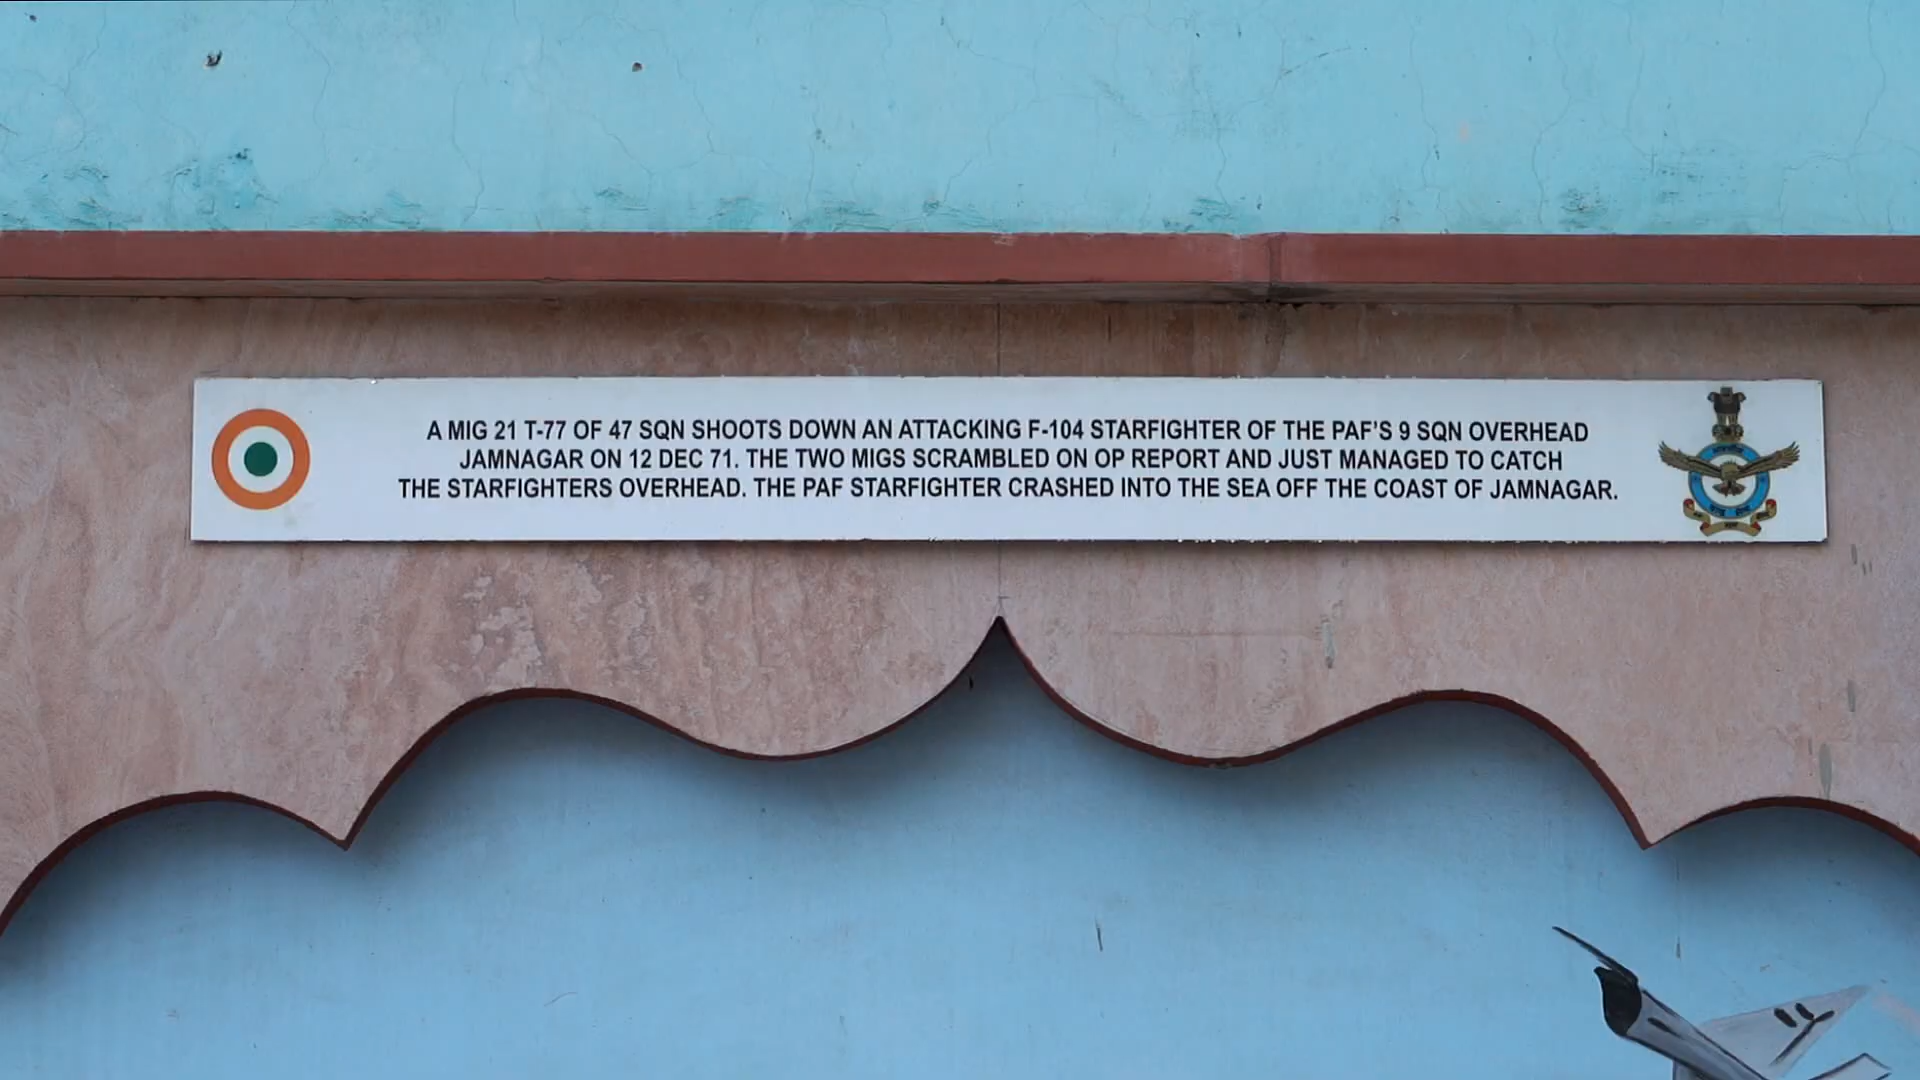 A MIG 21 T-77 OF 47 SQN SHOOTS DOWN AN ATTACKING F-104 STARFIGHTER OF THE PAF'S 9 SQN OVERHEAD
JAMNAGAR ON 12 DEC 71. THE TWO MIGS SCRAMBLED ON OP REPORT AND JUST MANAGED TO CATCH
THE STARFIGHTERS OVERHEAD. THE PAF STARFIGHTER CRASHED INTO THE SEA OFF THE COAST OF JAMNAGAR.